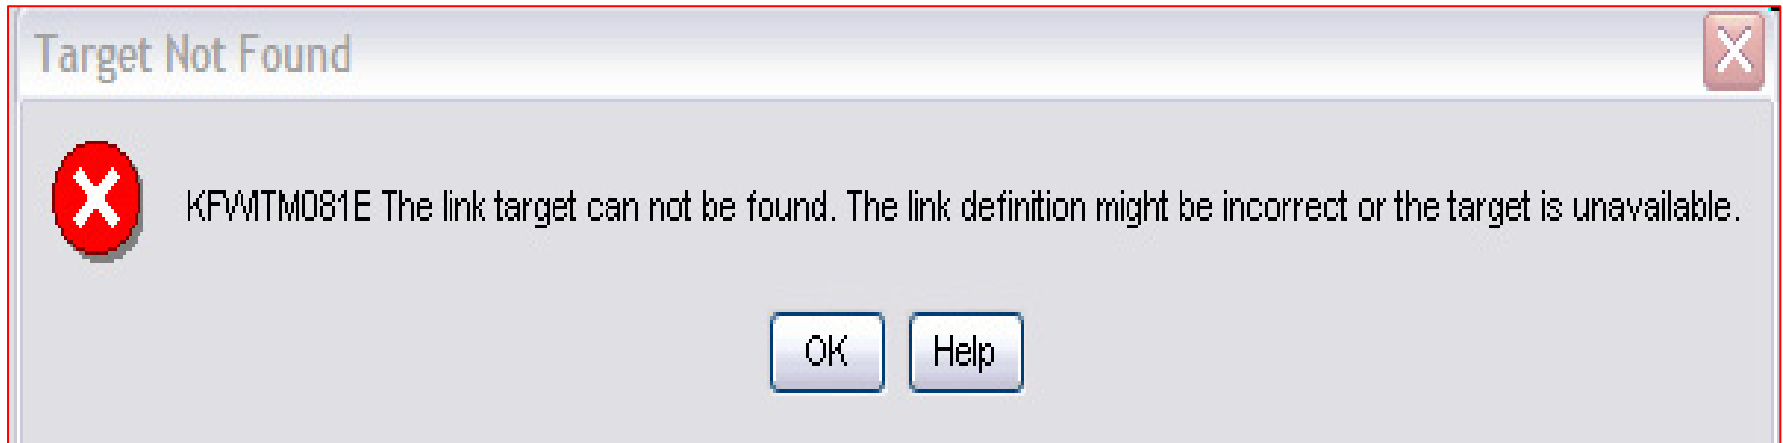 Target Not Found
KFWITM081E The link target can not be found. The link definition might be incorrect or the target is unavailable.
OK Help